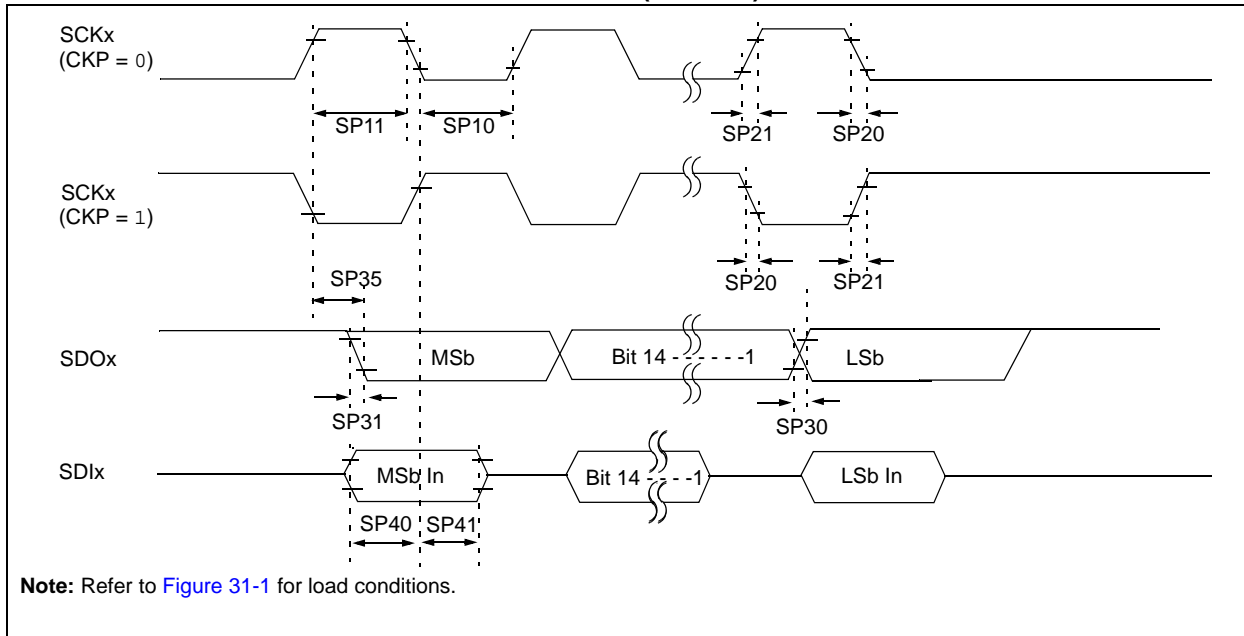 SCKx
(CKP = 0)
SP11
SP10
SP21
SP20
SCKx
(CKP = 1)
SP35
SP20
SP21
SDOx
MSb
Bit 14 - - - - - -1
LSb
SP31
SP30
SDIx
MSb In
Bit 14 - - - - -1
LSb In
SP40
SP41
Note: Refer to Figure 31-1 for load conditions.